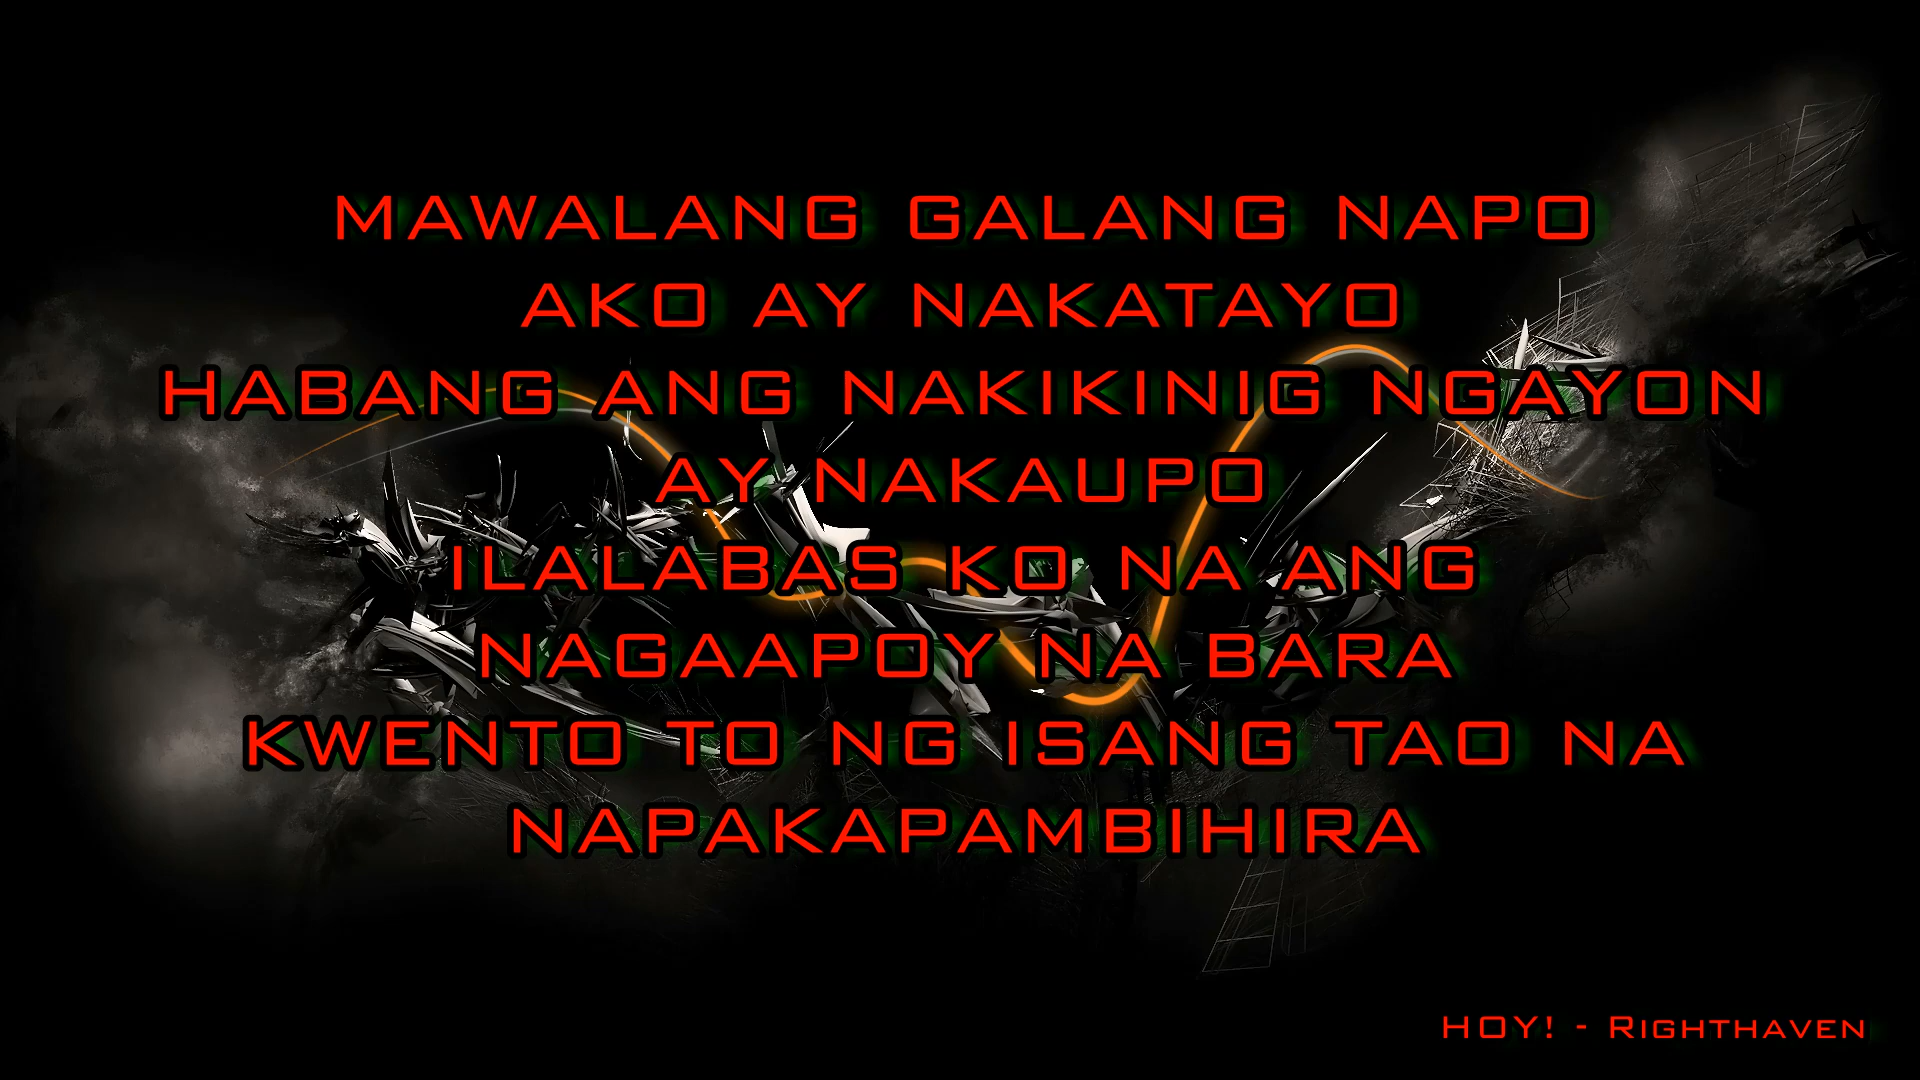 MAWALANG GALANG NAPO
AKO AY NAKATAYO
HABANG ANG NAKIKINIG NGAYON
AY NAKAUPO
ILALABAS KO NA ANG
NAGAAPOY NA BARA
KWENTO TO NG ISANG TAO NA
NAPAKAPAMBIHIRA
HOY! - RIGHTHAVEN